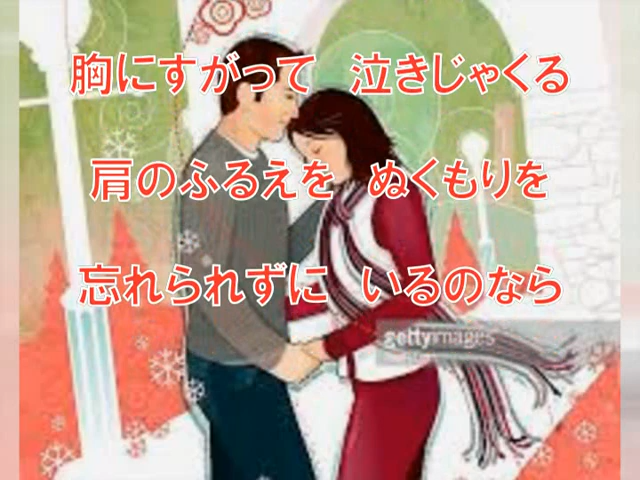 胸にすがって　泣きじゃくる
肩のふるえを　ぬくもりを
忘れられずに　いるのなら
gettyimages